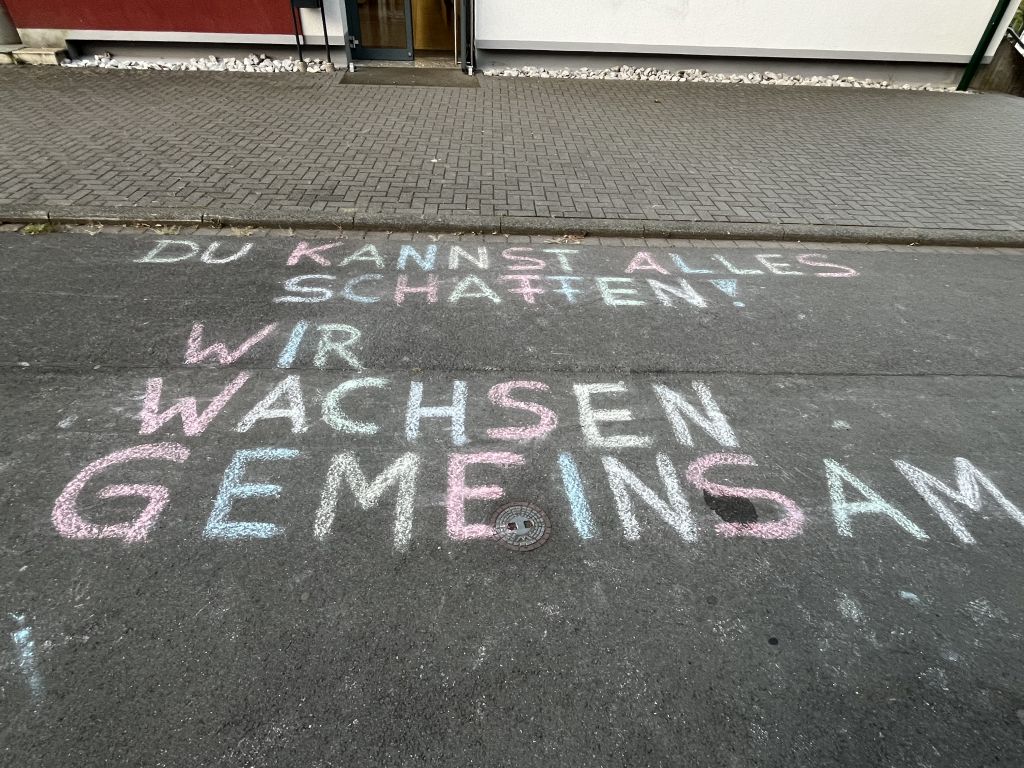 DU KANNST ALLES
SCHAFFEN!
WIR
WACHSEN
GEMEINSAM